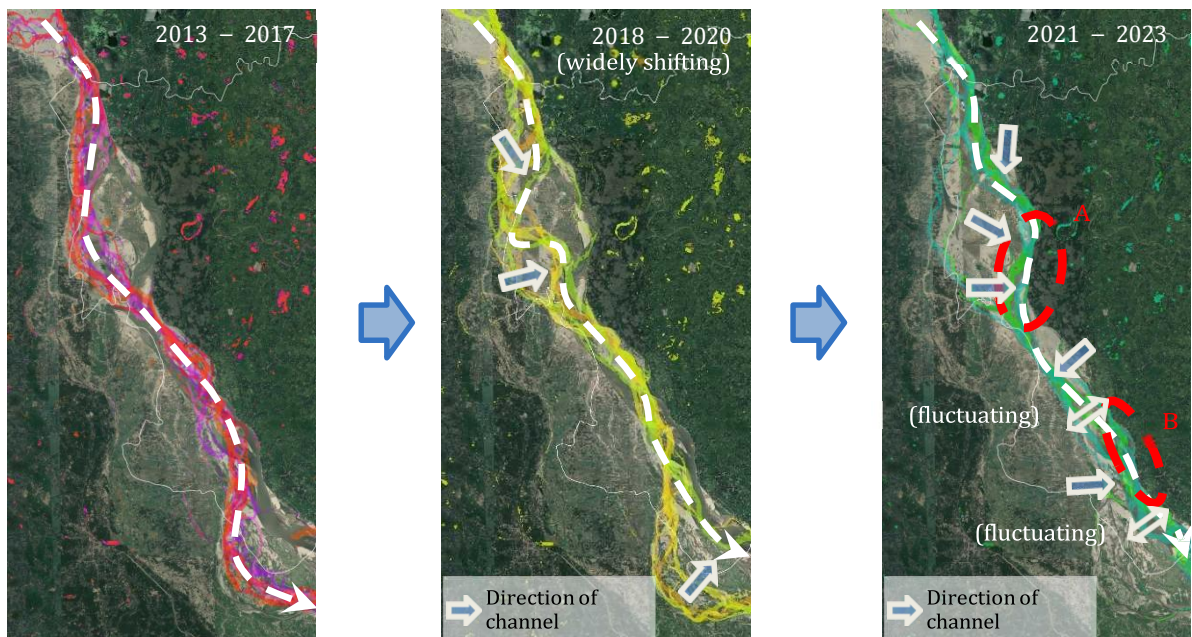 2013 – 2017
2018 – 2020
(widely shifting)
Direction of
channel
2021 – 2023
A
(fluctuating)
B
(fluctuating)
Direction of
channel